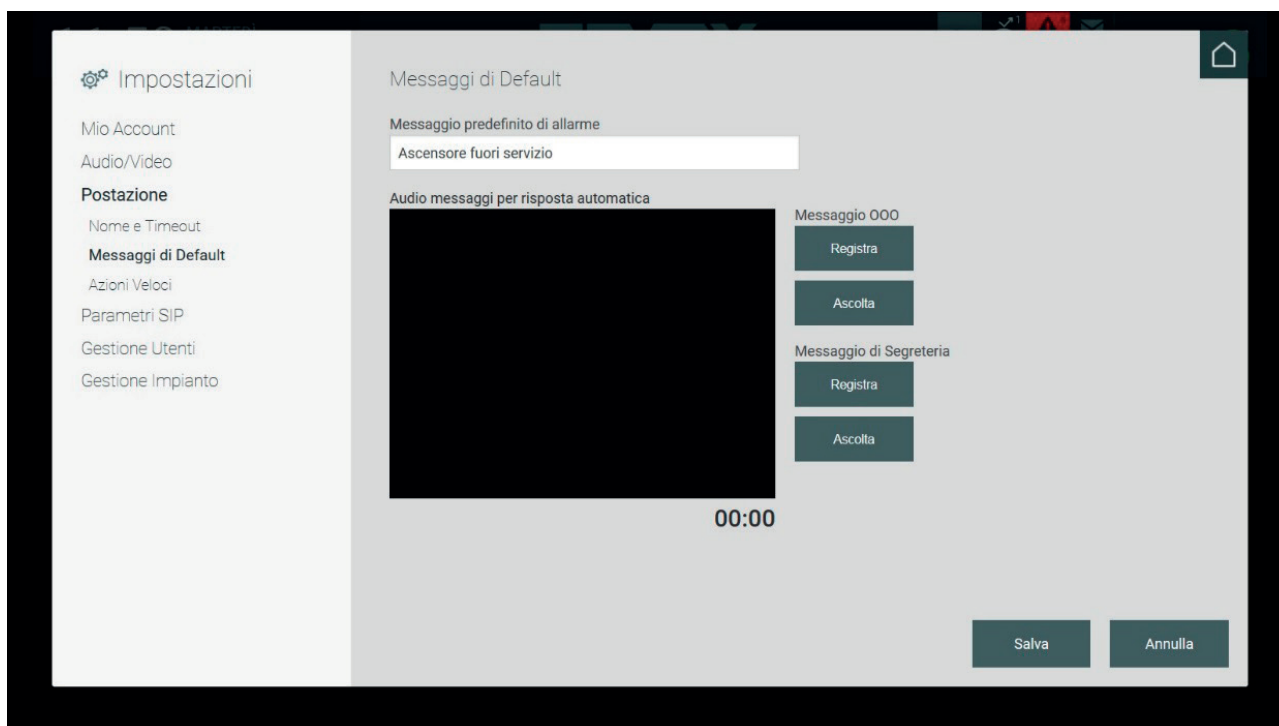 Impostazioni
Mio Account
Audio/Video
Postazione
Nome e Timeout
Messaggi di Default
Azioni Veloci
Parametri SIP
Gestione Utenti
Gestione Impianto
Messaggi di Default
Messaggio predefinito di allarme
Ascensore fuori servizio
Audio messaggi per risposta automatica
00:00
Messaggio OOO
Registra
Ascolta
Messaggio di Segreteria
Registra
Ascolta
Salva
Annulla